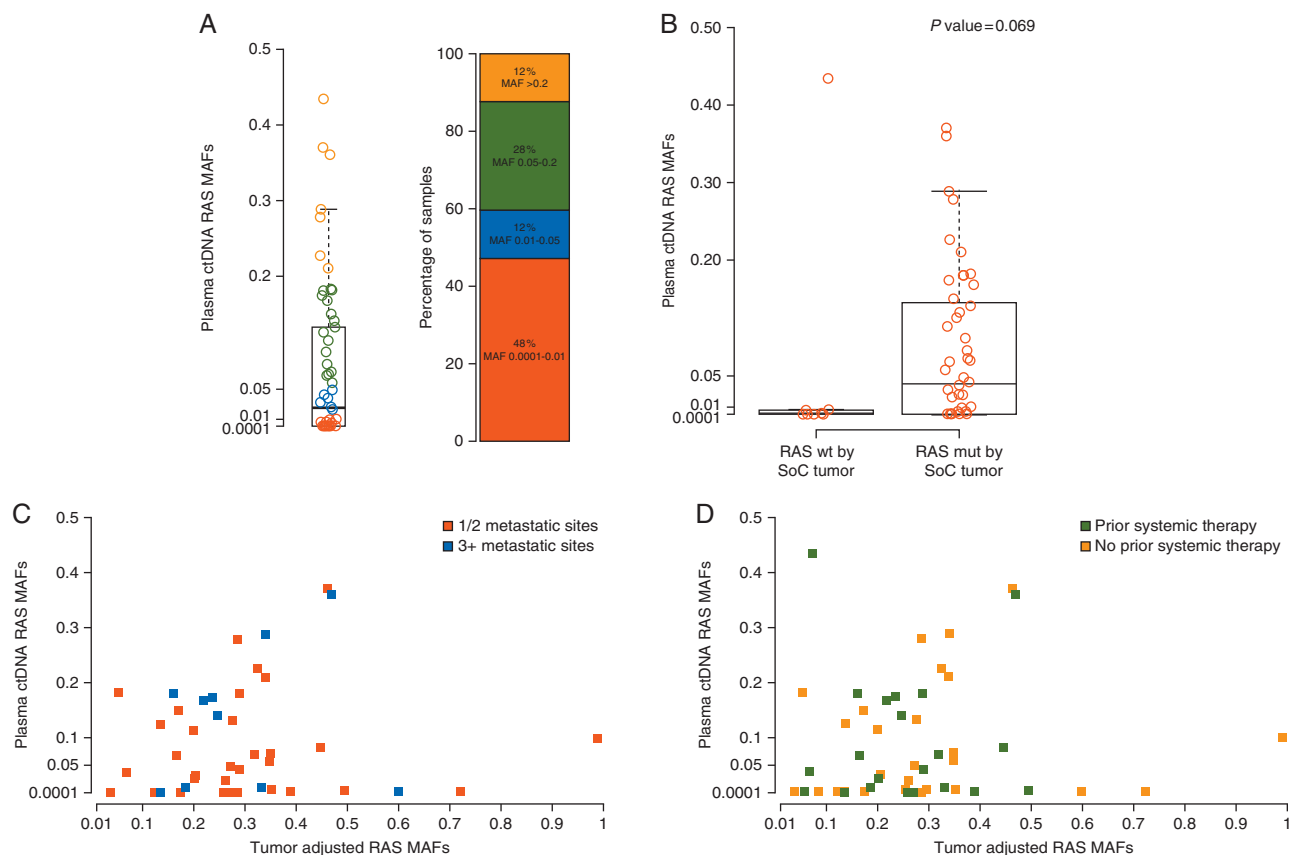 A
Plasma ctDNA RAS MAFs
0.5
0.4
0.3
0.2
0.05
0.01
0.0001
Percentage of samples
100
80
60
40
20
0
12%
MAF >0.2
28%
MAF 0.05-0.2
12%
MAF 0.01-0.05
48%
MAF 0.0001-0.01
B
P value=0.069
Plasma ctDNA RAS MAFs
0.50
0.40
0.30
0.20
0.05
0.01
0.0001
RAS wt by
SoC tumor
RAS mut by
SoC tumor
C
1/2 metastatic sites
3+ metastatic sites
Plasma ctDNA RAS MAFs
0.5
0.4
0.3
0.2
0.1
0.05
0.0001
0.01 0.1 0.2 0.3 0.4 0.5 0.6 0.7 0.8 0.9 1
Tumor adjusted RAS MAFs
D
Prior systemic therapy
No prior systemic therapy
Plasma ctDNA RAS MAFs
0.5
0.4
0.3
0.2
0.1
0.05
0.0001
0.01 0.1 0.2 0.3 0.4 0.5 0.6 0.7 0.8 0.9 1
Tumor adjusted RAS MAFs